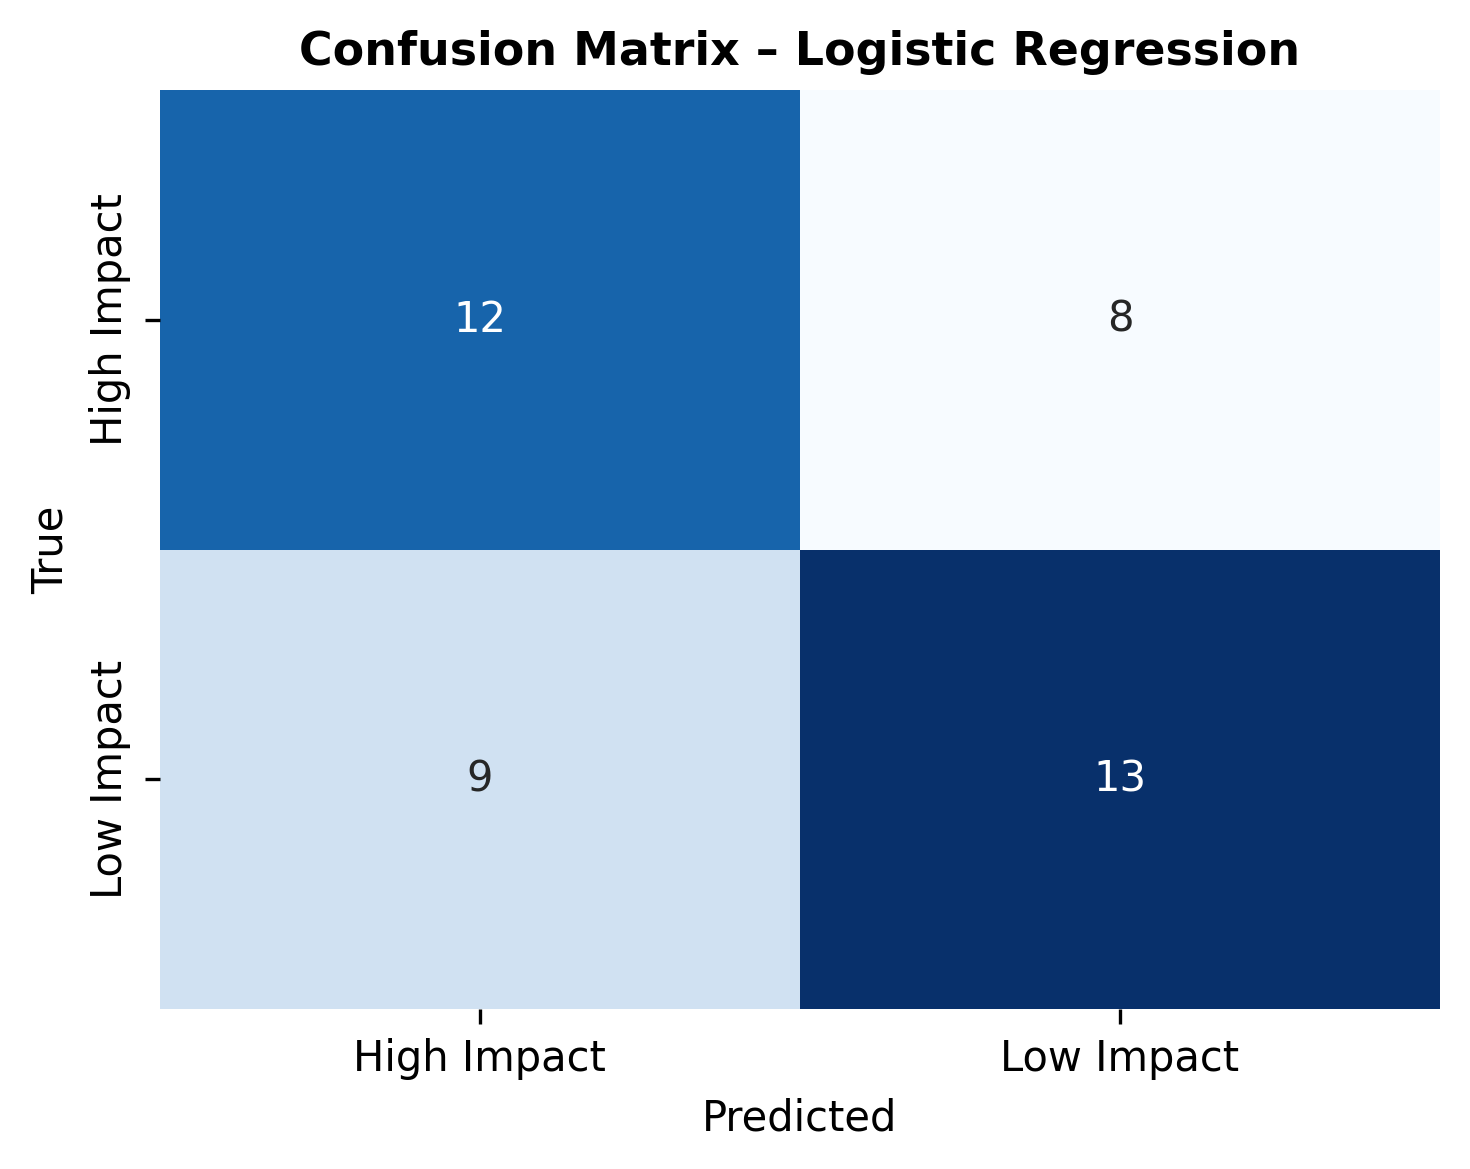 Confusion Matrix – Logistic Regression
True
High Impact
12
8
Low Impact
9
13
High Impact
Low Impact
Predicted